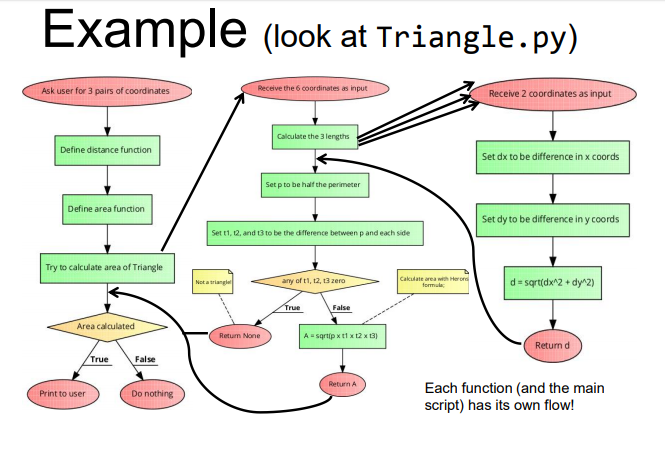 Example (look at Triangle.py)
Ask user for 3 pairs of coordinates
Define distance function
Define area function
Try to calculate area of Triangle
Area calculated
True
False
Print to user
Do nothing
Receive the 6 coordinates as input
Calculate the 3 lengths
Set p to be half the perimeter
Set t1, t2, and t3 to be the difference between p and each side
Not a triangle!
any of t1, t2, t3 zero
Calculate area with Herons
formula;
True
False
Return None
A = sqrt(p x t1 x t2 x t3)
Return A
Receive 2 coordinates as input
Set dx to be difference in x coords
Set dy to be difference in y coords
d = sqrt(dx^2 + dy^2)
Return d
Each function (and the main
script) has its own flow!